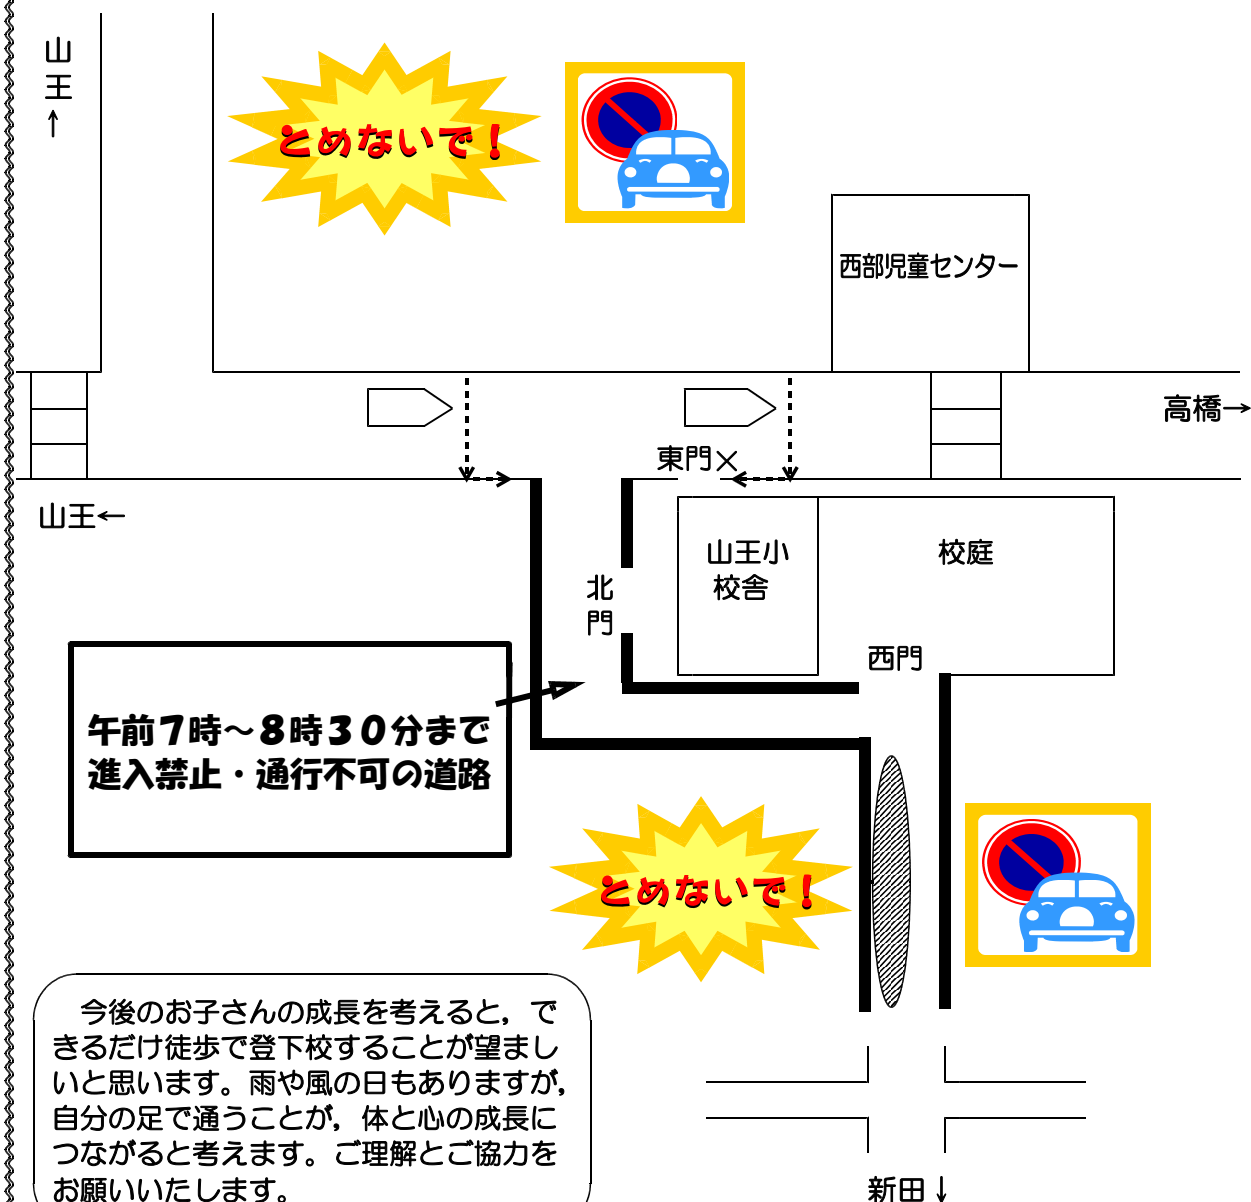 山王
↑
とめないで！
西部児童センター
高橋→
東門×
山王←
山王小
校舎
校庭
北門
西門
午前７時～８時３０分まで
進入禁止・通行不可の道路
とめないで！
今後のお子さんの成長を考えると，で
きるだけ徒歩で登下校することが望まし
いと思います。雨や風の日もありますが，
自分の足で通うことが，体と心の成長に
つながると考えます。ご理解とご協力を
お願いいたします。
新田↓